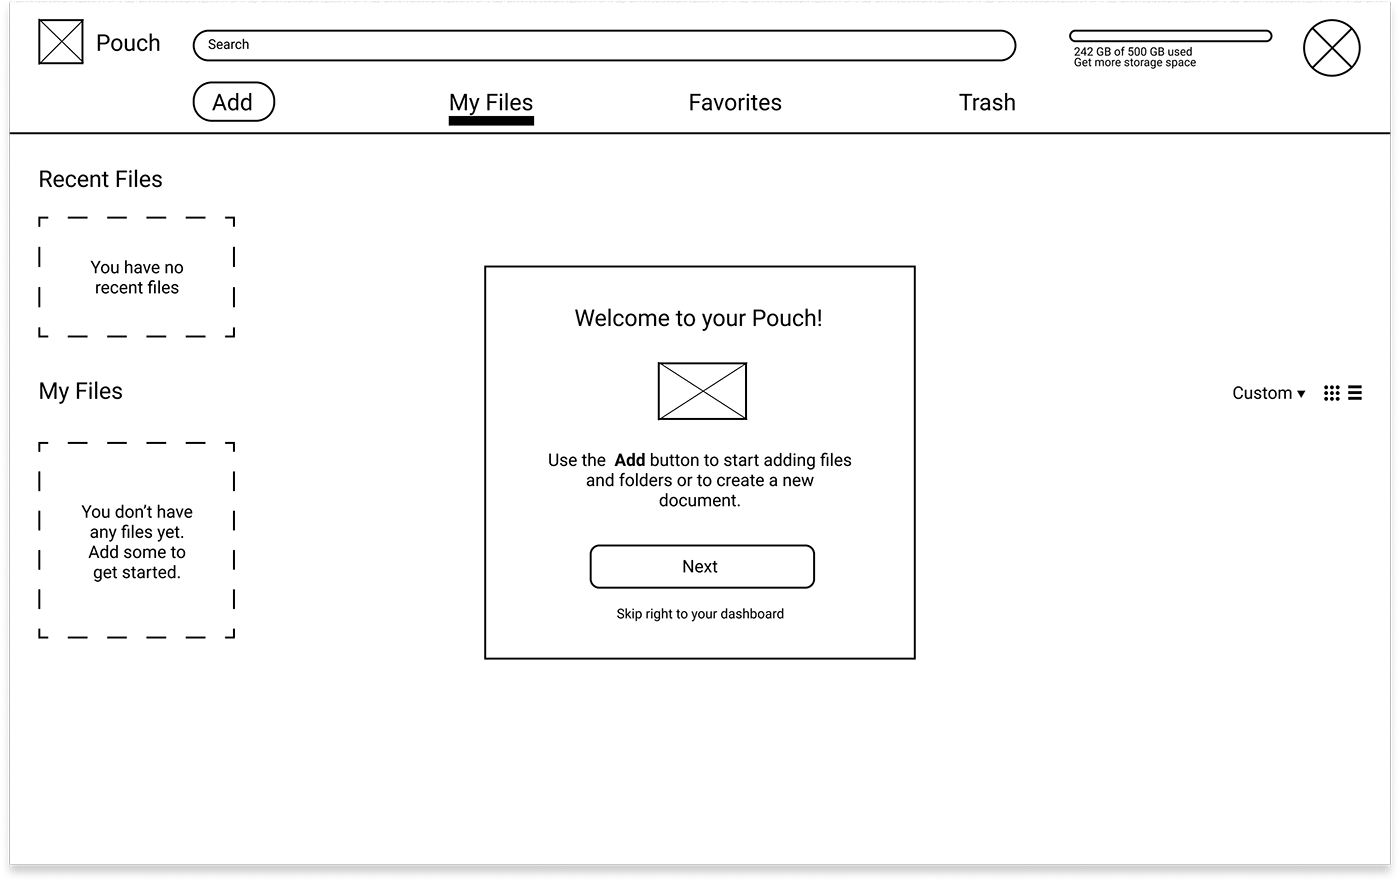 Pouch
Search
242 GB of 500 GB used
Get more storage space
Add
My Files
Favorites
Trash
Recent Files
You have no
recent files
Welcome to your Pouch!
My Files
Custom
Use the Add button to start adding files
and folders or to create a new
document.
You don’t have
any files yet.
Add some to
get started.
Next
Skip right to your dashboard